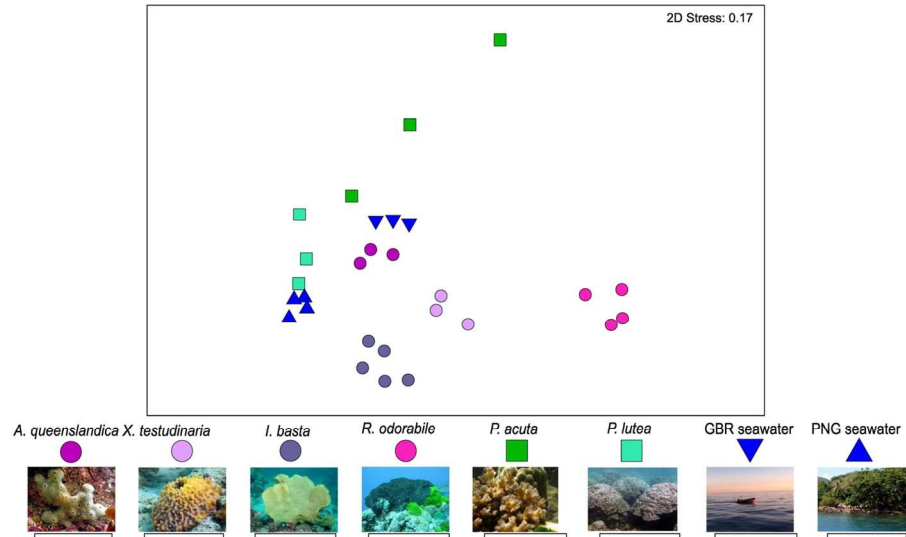 2D Stress: 0.17
A. queenslandica X. testudinaria I. basta R. odorabile P. acuta P. lutea GBR seawater PNG seawater